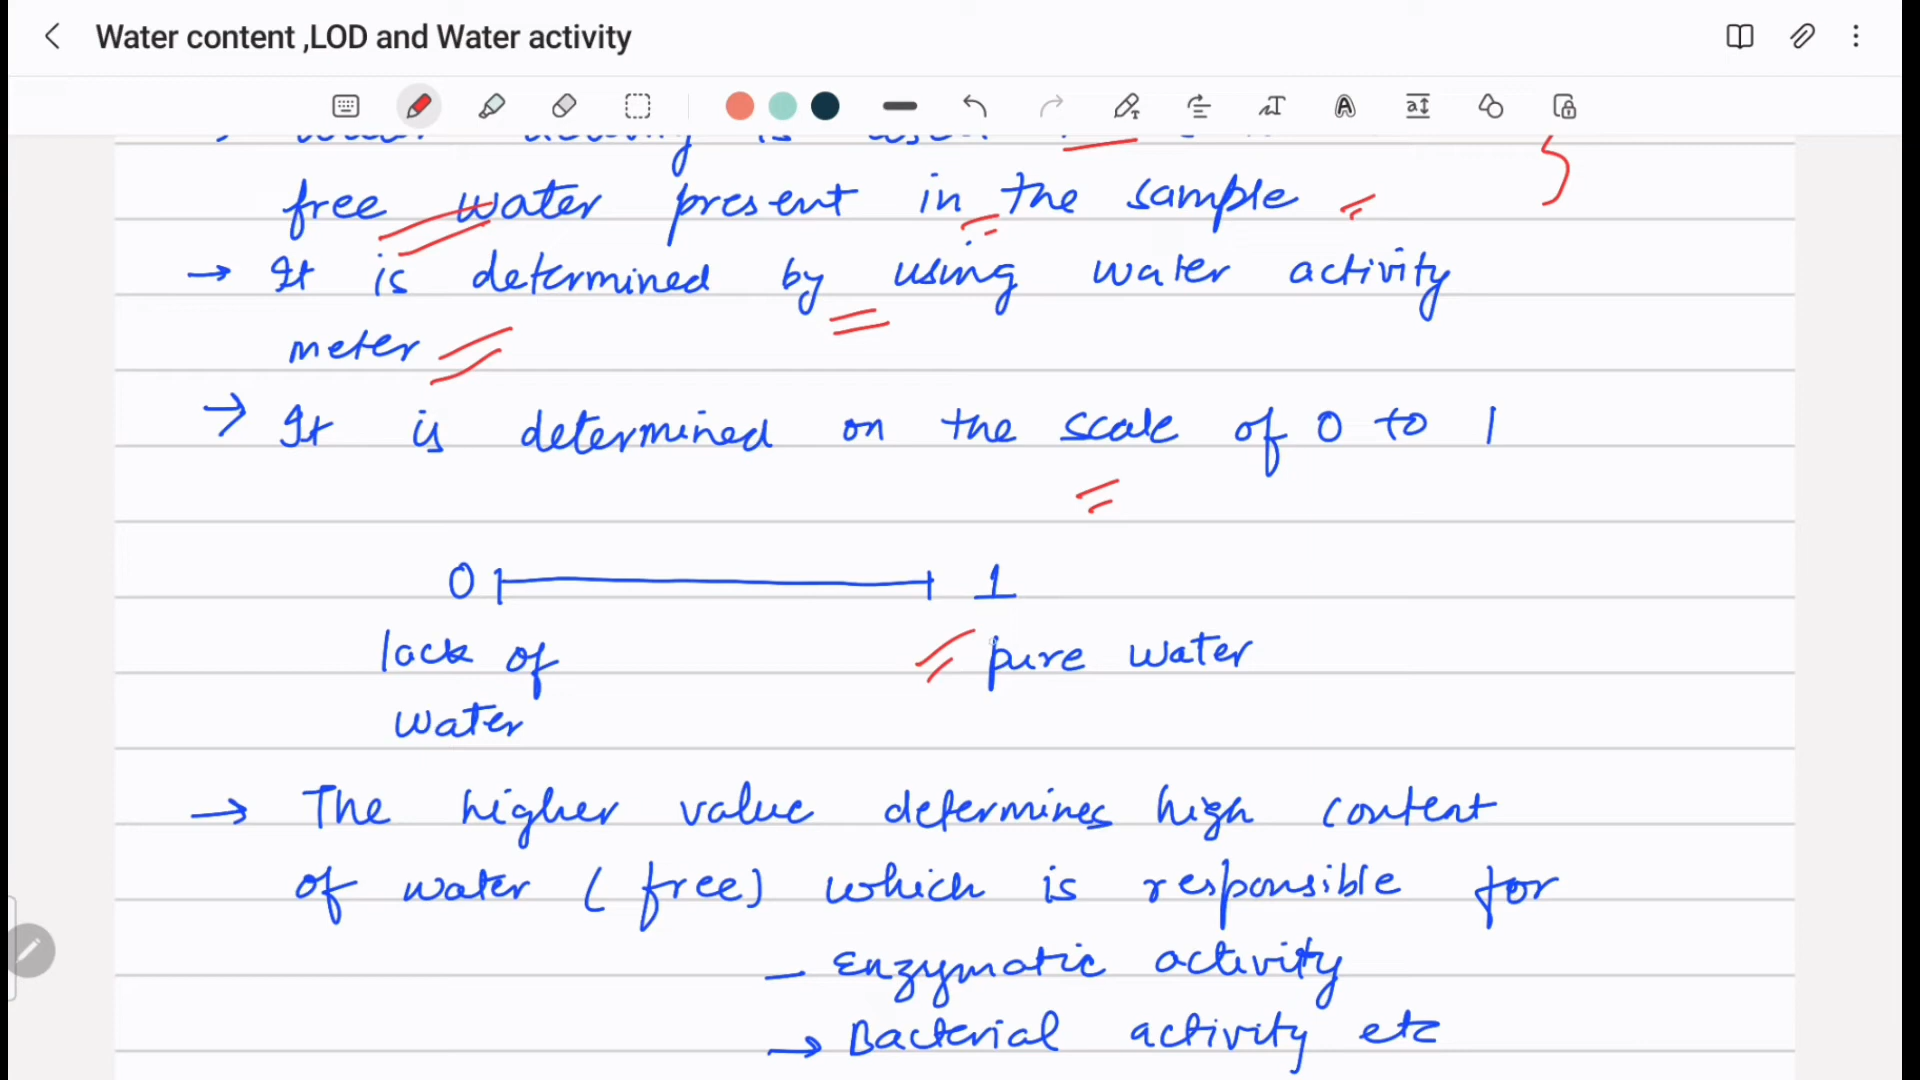 Water content ,LOD and Water activity
free water present in the sample
→ It is determined by using water activity
meter
→ It is determined on the scale of 0 to 1
0 1
lack of pure water
water
→ The higher value determines high content
of water (free) which is responsible for
- Enzymatic activity
→ Bacterial activity etc